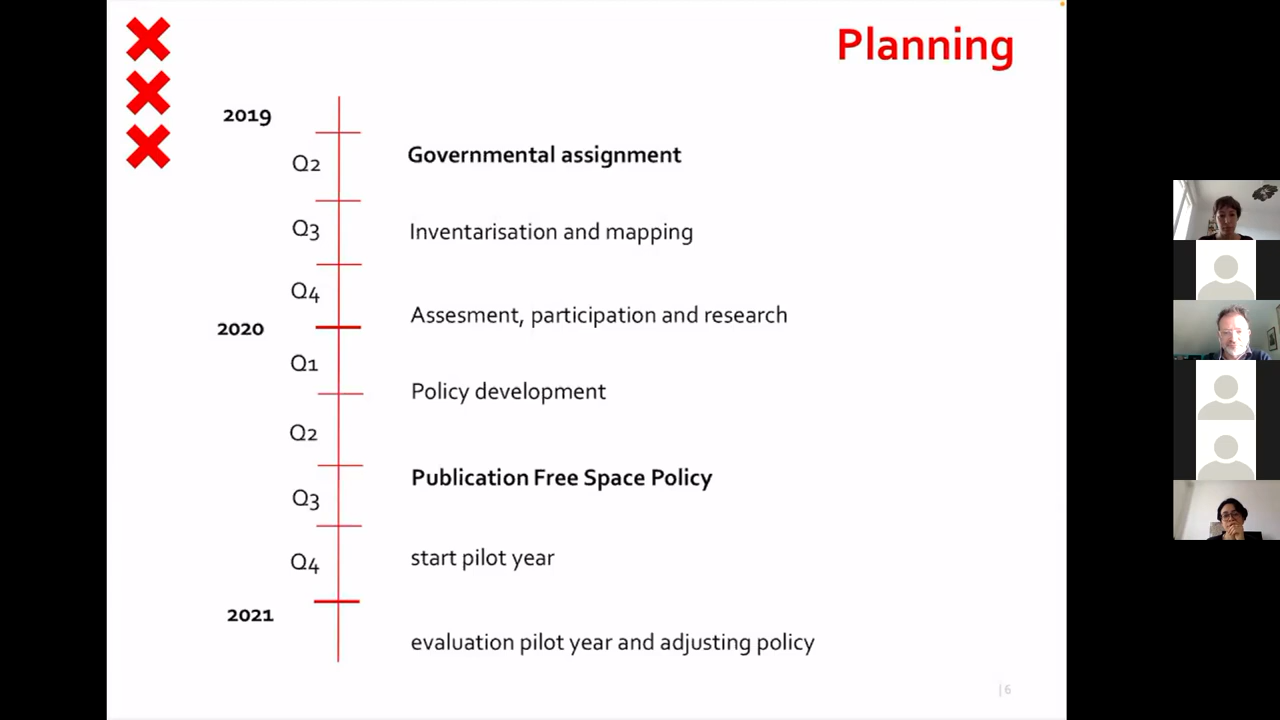 Planning
2019
Q2
Governmental assignment
Q3
Inventarisation and mapping
Q4
Assesment, participation and research
2020
Q1
Policy development
Q2
Publication Free Space Policy
Q3
start pilot year
Q4
2021
evaluation pilot year and adjusting policy
| 6